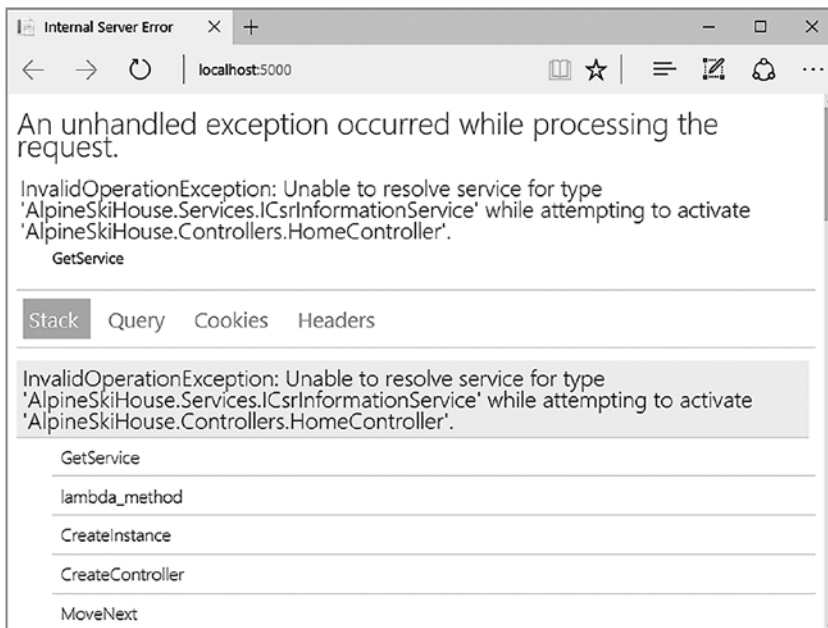 Internal Server Error
localhost:5000
An unhandled exception occurred while processing the
request.
InvalidOperationException: Unable to resolve service for type
'AlpineSkiHouse.Services.ICsrInformationService' while attempting to activate
'AlpineSkiHouse.Controllers.HomeController'.
GetService
Stack Query Cookies Headers
InvalidOperationException: Unable to resolve service for type
'AlpineSkiHouse.Services.ICsrInformationService' while attempting to activate
'AlpineSkiHouse.Controllers.HomeController'.
GetService
lambda_method
CreateInstance
CreateController
MoveNext